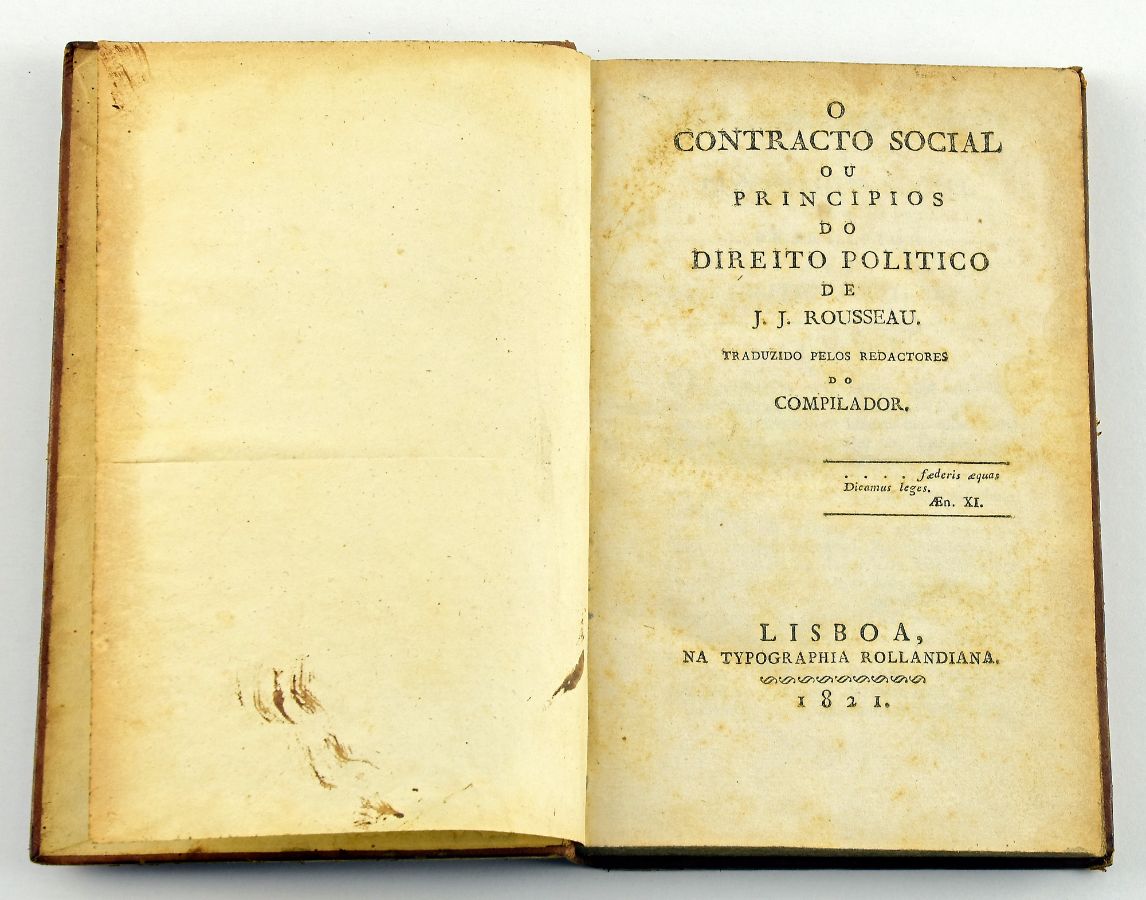 O
CONTRACTO SOCIAL
OU
PRINCIPIOS
DO
DIREITO POLITICO
DE
J. J. ROUSSEAU.
TRADUZIDO PELOS REDACTORES
DO
COMPILADOR.
. . . . fæderis æquas
Dicamus leges.
Æn. XI.
LISBOA,
NA TYPOGRAPHIA ROLLANDIANA.
1821.